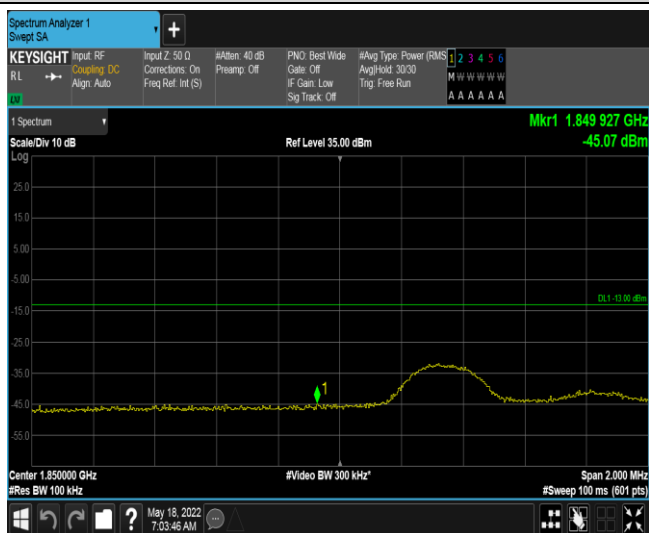 Spectrum Analyzer 1
Swept SA
+
KEYSIGHT
RL
LNI
Input: RF
Coupling: DC
Align: Auto
Input Z: 50 Ω
Corrections: On
Freq Ref: Int (S)
#Atten: 40 dB
Preamp: Off
PNO: Best Wide
Gate: Off
IF Gain: Low
Sig Track: Off
#Avg Type: Power (RMS
Avg|Hold: 30/30
Trig: Free Run
1 2 3 4 5 6
M W W W W W
A A A A A A
1 Spectrum
Mkr1 1.849 927 GHz
Scale/Div 10 dB
Ref Level 35.00 dBm
-45.07 dBm
Log
25.0
15.0
5.00
-5.00
DL1 -13.00 dBm
-15.0
-25.0
-35.0
1
-45.0
-55.0
Center 1.850000 GHz
#Video BW 300 kHz*
Span 2.000 MHz
#Res BW 100 kHz
#Sweep 100 ms (601 pts)
?
May 18, 2022
7:03:46 AM